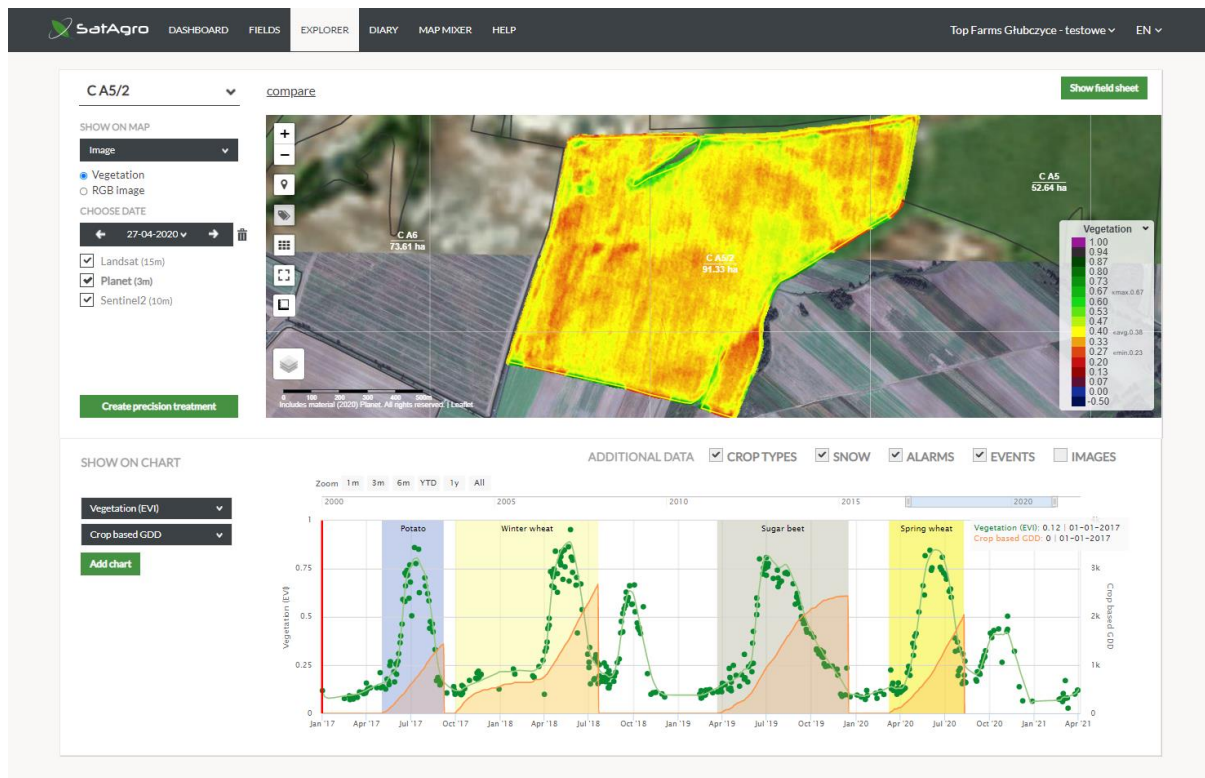 SatAgro DASHBOARD FIELDS EXPLORER DIARY MAP MIXER HELP Top Farms Głubczyce - testowe EN
C A5/2
compare
Show field sheet
SHOW ON MAP
Image
Vegetation
RGB image
CHOOSE DATE
27-04-2020
Landsat (15m)
Planet (3m)
Sentinel2 (10m)
Create precision treatment
+
−
C A6
73.61 ha
C A5/2
91.33 ha
C A5
52.64 ha
Vegetation
1.00
0.94
0.87
0.80
0.73
0.67 «max.0.67
0.60
0.53
0.47
0.40 «avg.0.38
0.33
0.27 «min.0.23
0.20
0.13
0.07
0.00
-0.50
0 100 200 300 400 500m
Includes material (2020) Planet. All rights reserved. | Leaflet
SHOW ON CHART
ADDITIONAL DATA CROP TYPES SNOW ALARMS EVENTS IMAGES
Vegetation (EVI)
Crop based GDD
Add chart
Zoom 1m 3m 6m YTD 1y All
2000 2005 2010 2015 2020
Potato Winter wheat Sugar beet Spring wheat
Vegetation (EVI): 0.12 | 01-01-2017
Crop based GDD: 0 | 01-01-2017
Vegetation (EVI)
1
0.75
0.5
0.25
0
Crop based GDD
3k
2k
1k
0
Jan '17 Apr '17 Jul '17 Oct '17 Jan '18 Apr '18 Jul '18 Oct '18 Jan '19 Apr '19 Jul '19 Oct '19 Jan '20 Apr '20 Jul '20 Oct '20 Jan '21 Apr '21